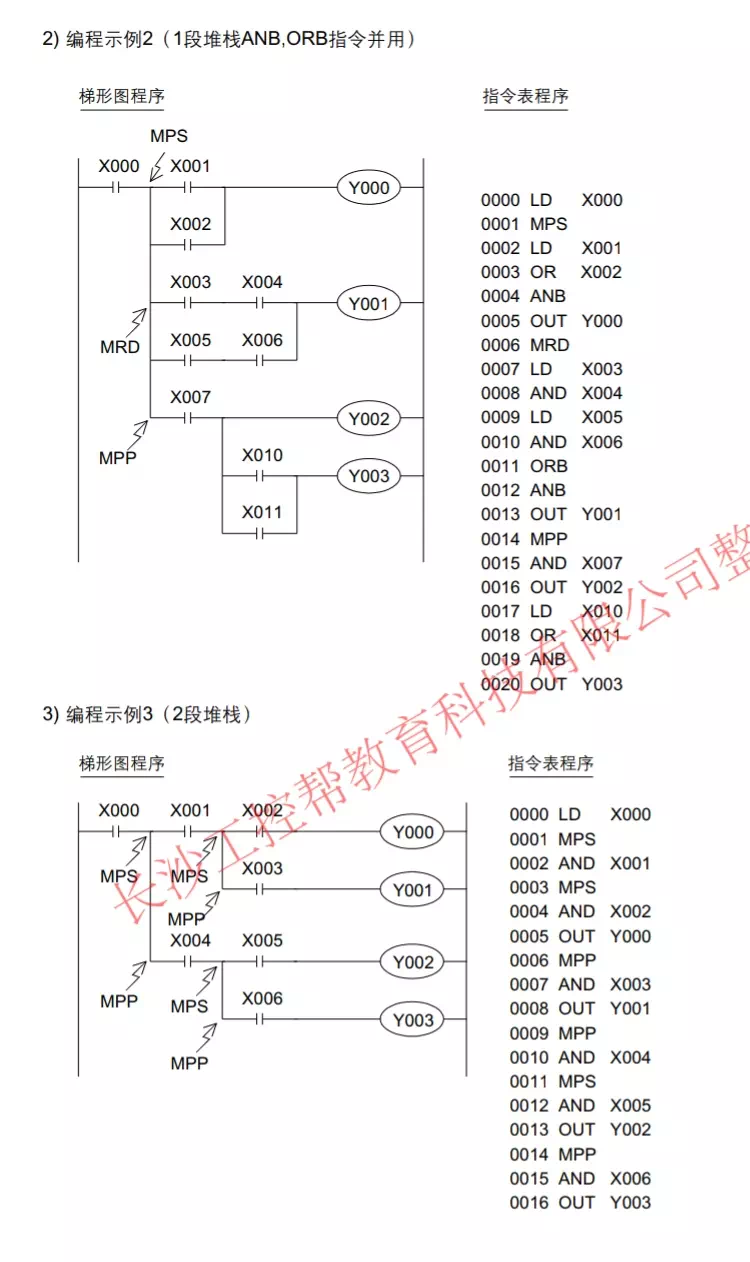 2) 编程示例2（1段堆栈ANB,ORB指令并用）
梯形图程序
指令表程序
MPS
X000
X001
Y000
X002
X003
X004
Y001
MRD
X005
X006
X007
Y002
MPP
X010
Y003
X011
0000 LD X000
0001 MPS
0002 LD X001
0003 OR X002
0004 ANB
0005 OUT Y000
0006 MRD
0007 LD X003
0008 AND X004
0009 LD X005
0010 AND X006
0011 ORB
0012 ANB
0013 OUT Y001
0014 MPP
0015 AND X007
0016 OUT Y002
0017 LD X010
0018 OR X011
0019 ANB
0020 OUT Y003
长沙工控帮教育科技有限公司整
3) 编程示例3（2段堆栈）
梯形图程序
指令表程序
X000
X001
X002
Y000
MPS
MPS
X003
Y001
MPP
X004
X005
Y002
MPP
MPS
X006
Y003
MPP
0000 LD X000
0001 MPS
0002 AND X001
0003 MPS
0004 AND X002
0005 OUT Y000
0006 MPP
0007 AND X003
0008 OUT Y001
0009 MPP
0010 AND X004
0011 MPS
0012 AND X005
0013 OUT Y002
0014 MPP
0015 AND X006
0016 OUT Y003